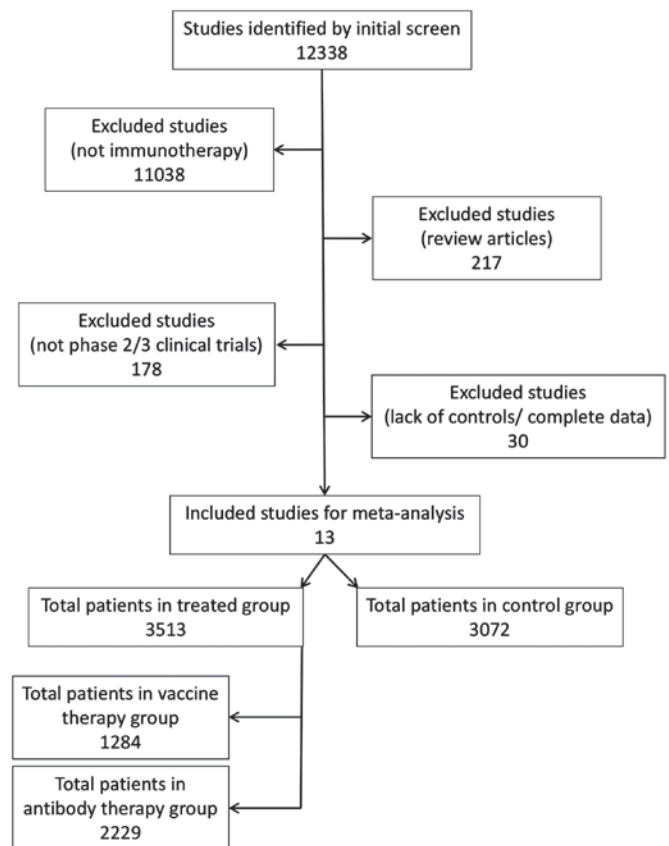 Studies identified by initial screen
12338
Excluded studies
(not immunotherapy)
11038
Excluded studies
(review articles)
217
Excluded studies
(not phase 2/3 clinical trials)
178
Excluded studies
(lack of controls/ complete data)
30
Included studies for meta-analysis
13
Total patients in treated group
3513
Total patients in control group
3072
Total patients in vaccine
therapy group
1284
Total patients in
antibody therapy group
2229